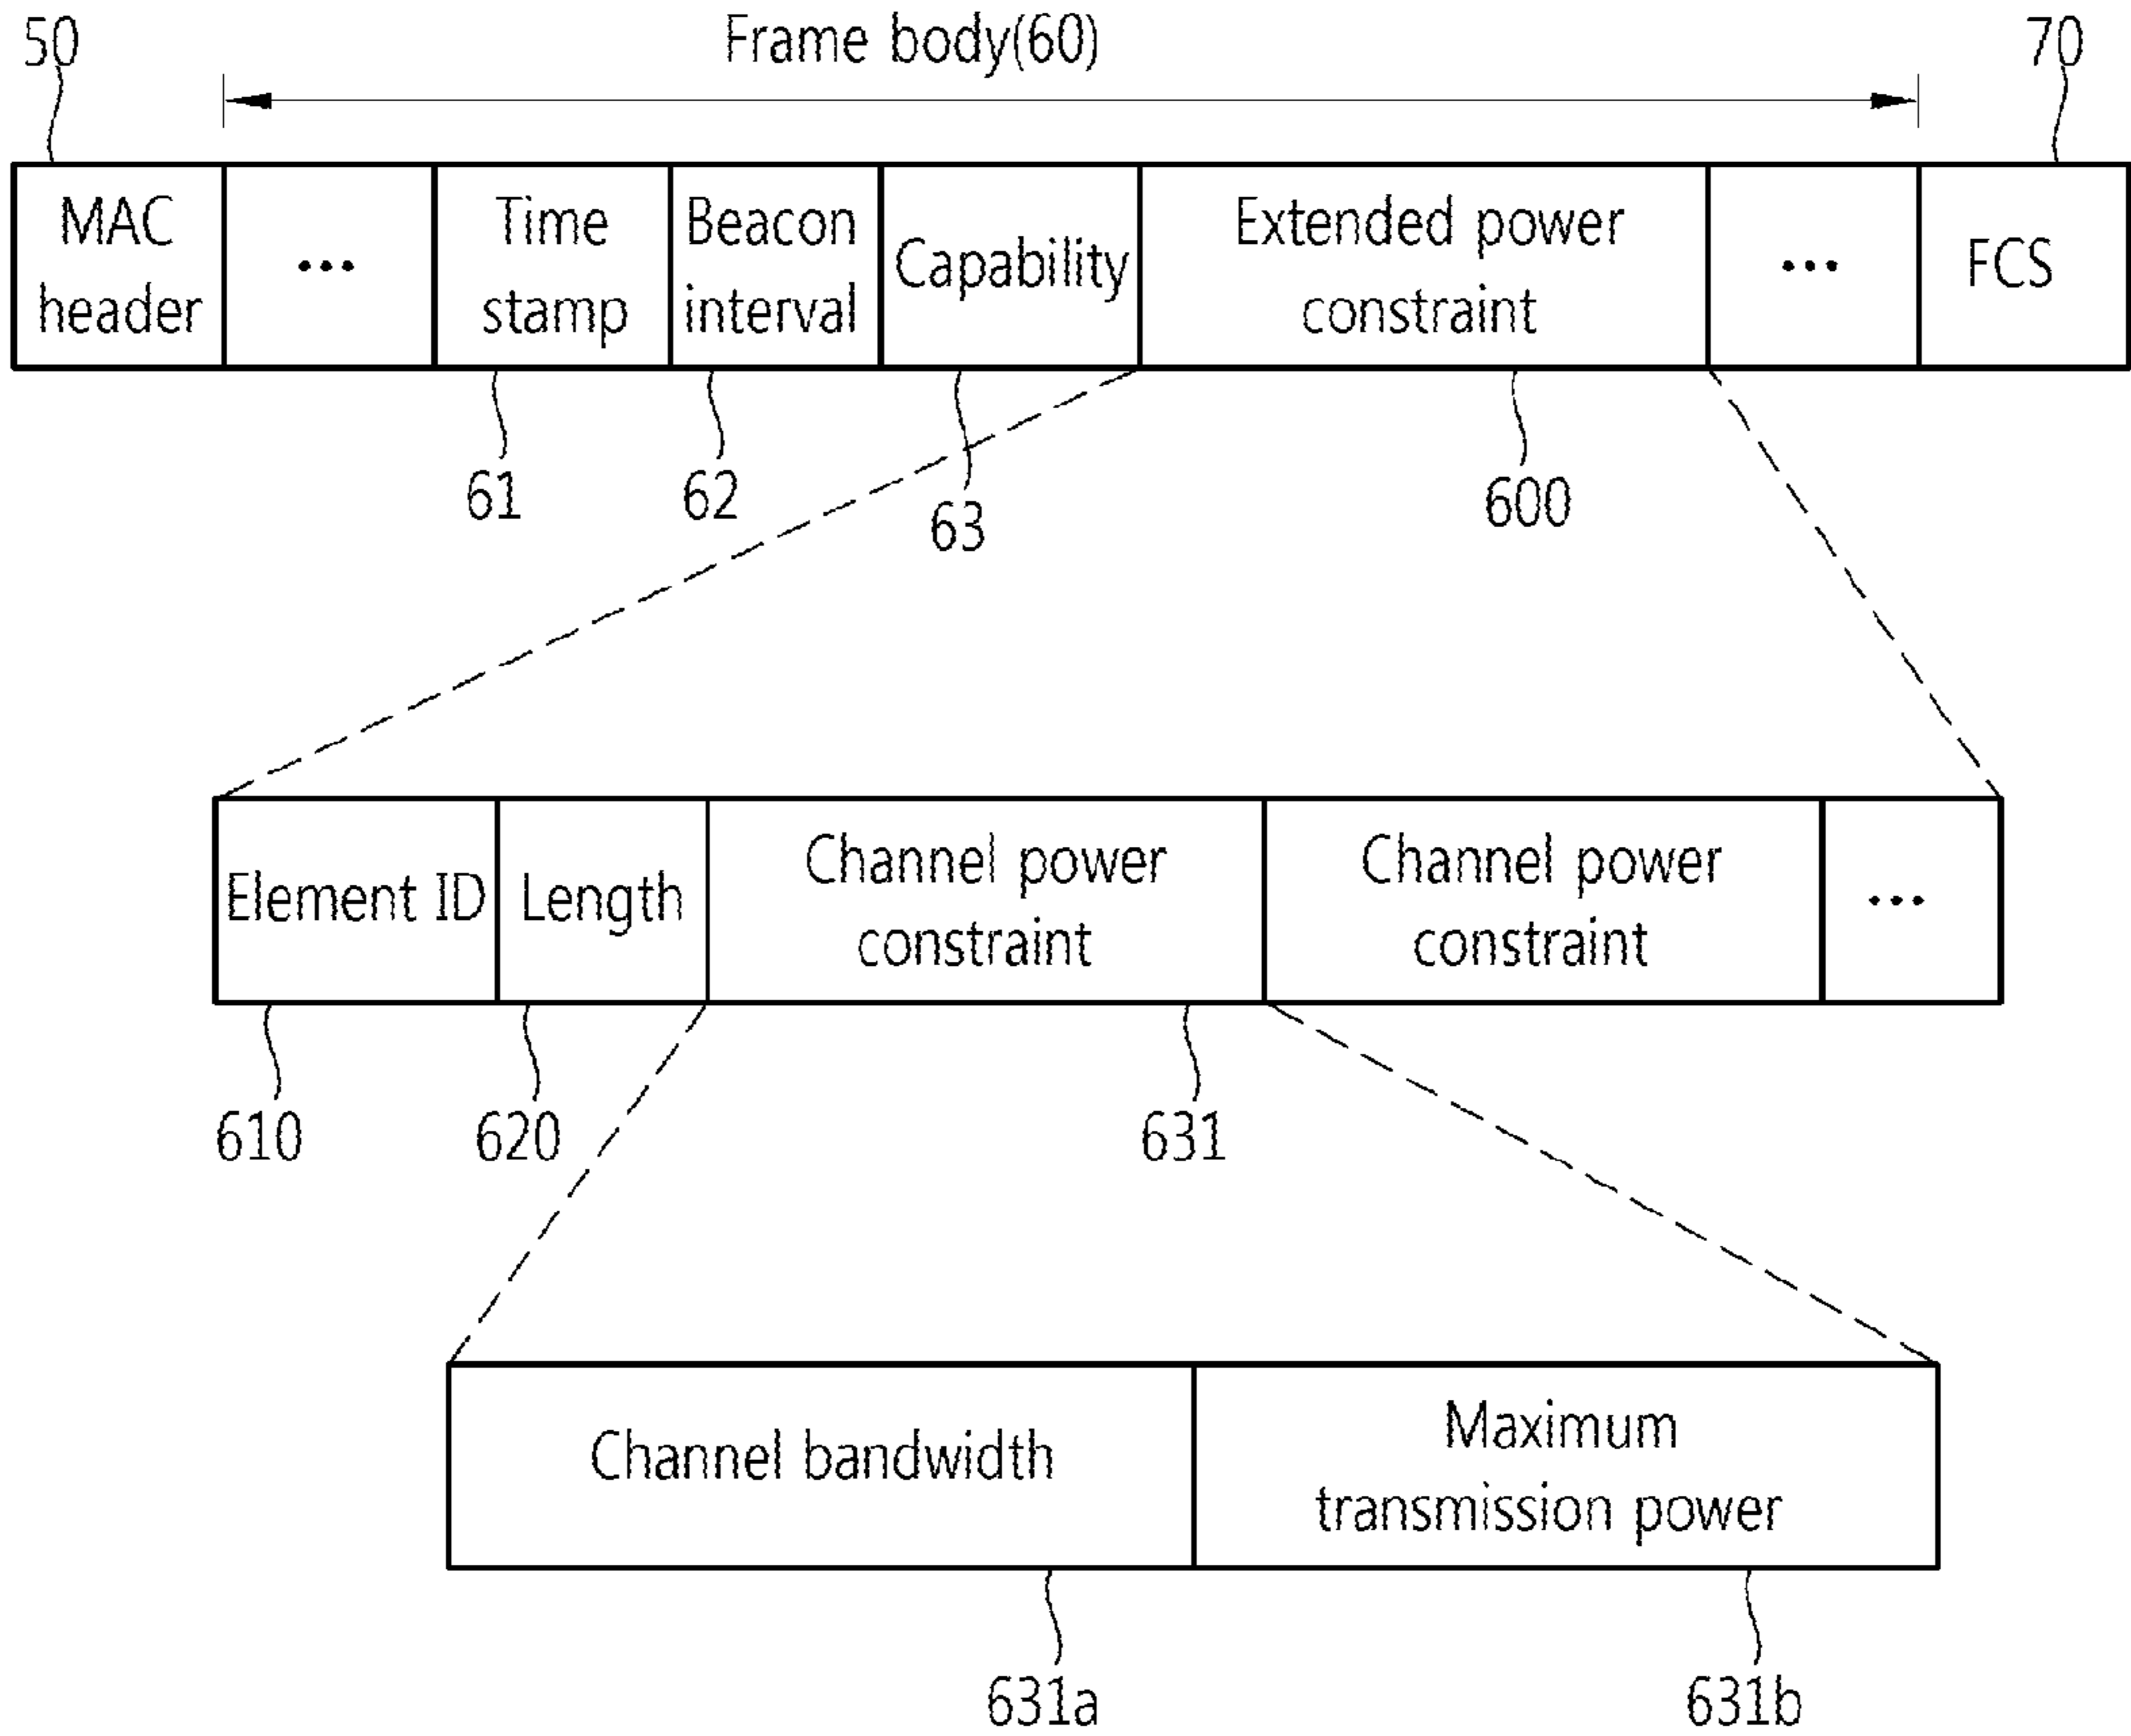 50
Frame body(60)
70
MAC
header
...
Time
stamp
Beacon
interval
Capability
Extended power
constraint
...
FCS
61
62
63
600
Element ID
Length
Channel power
constraint
Channel power
constraint
...
610
620
631
Channel bandwidth
Maximum
transmission power
631a
631b